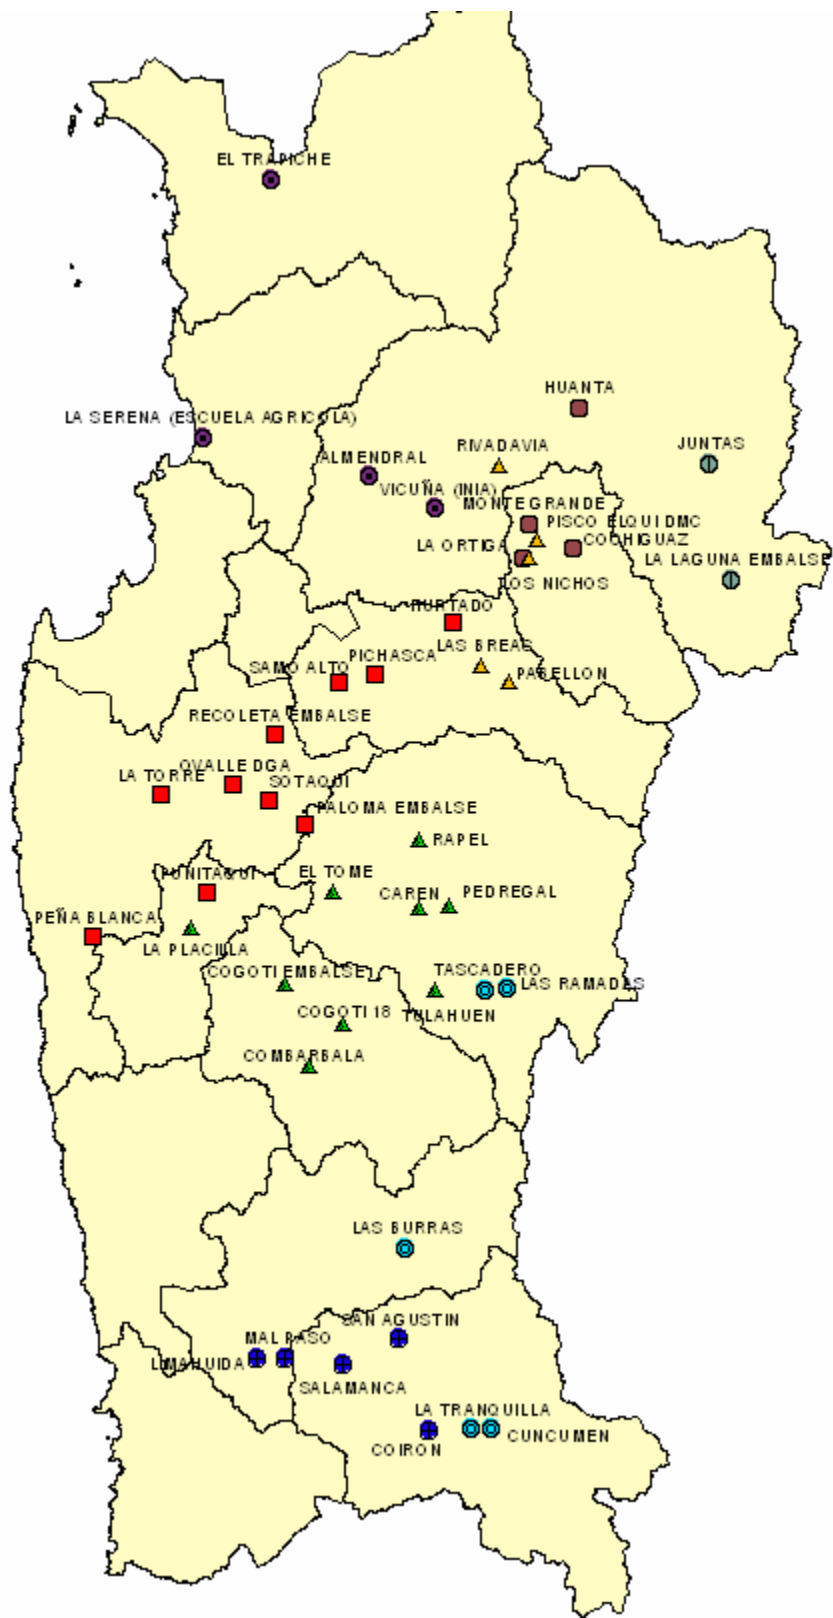 EL TRAPICHE
HUANTA
LA SERENA (ESCUELA AGRICOLA)
RIVADAVIA
JUNTAS
ALMENDRAL
VICUÑA (INIA)
MONTEGRANDE
PISCO ELQUI DMC
LA ORTIGA
COCHIGUAZ
LA LAGUNA EMBALSE
LOS NICHOS
HURTADO
LAS BREAS
PICHASCA
SAMO ALTO
PABELLON
RECOLETA EMBALSE
OVALLE DGA
LA TORRE
SOTAQUI
PALOMA EMBALSE
RAPEL
PUNITAQUI
EL TOME
CAREN
PEDREGAL
PEÑA BLANCA
LA PLACILLA
COGOTI EMBALSE
TASCADERO
LAS RAMADAS
COGOTI 18
TULAHUEN
COMBARBALA
LAS BURRAS
SAN AGUSTIN
MAL PASO
LIMAHUIDA
SALAMANCA
LA TRANQUILLA
COIRON
CUNCUMEN